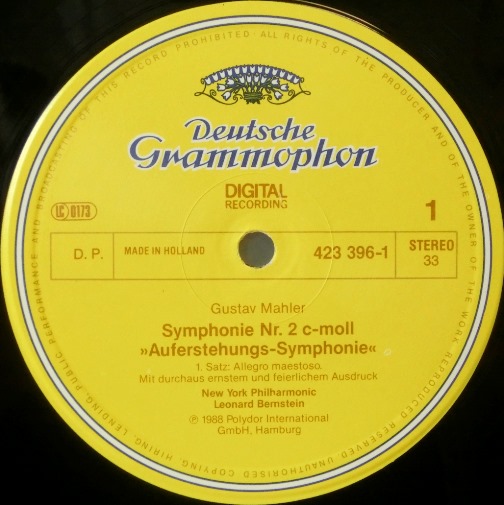 ALL RIGHTS OF THE PRODUCER AND OF THE OWNER OF THE WORK REPRODUCED RESERVED. UNAUTHORISED COPYING, HIRING, LENDING, PUBLIC PERFORMANCE AND BROADCASTING OF THIS RECORD PROHIBITED
Deutsche
Grammophon
DIGITAL
RECORDING
LC 0173
1
D. P.
MADE IN HOLLAND
423 396-1
STEREO
33
Gustav Mahler
Symphonie Nr. 2 c-moll
»Auferstehungs-Symphonie«
1. Satz: Allegro maestoso.
Mit durchaus ernstem und feierlichem Ausdruck
New York Philharmonic
Leonard Bernstein
℗ 1988 Polydor International
GmbH, Hamburg